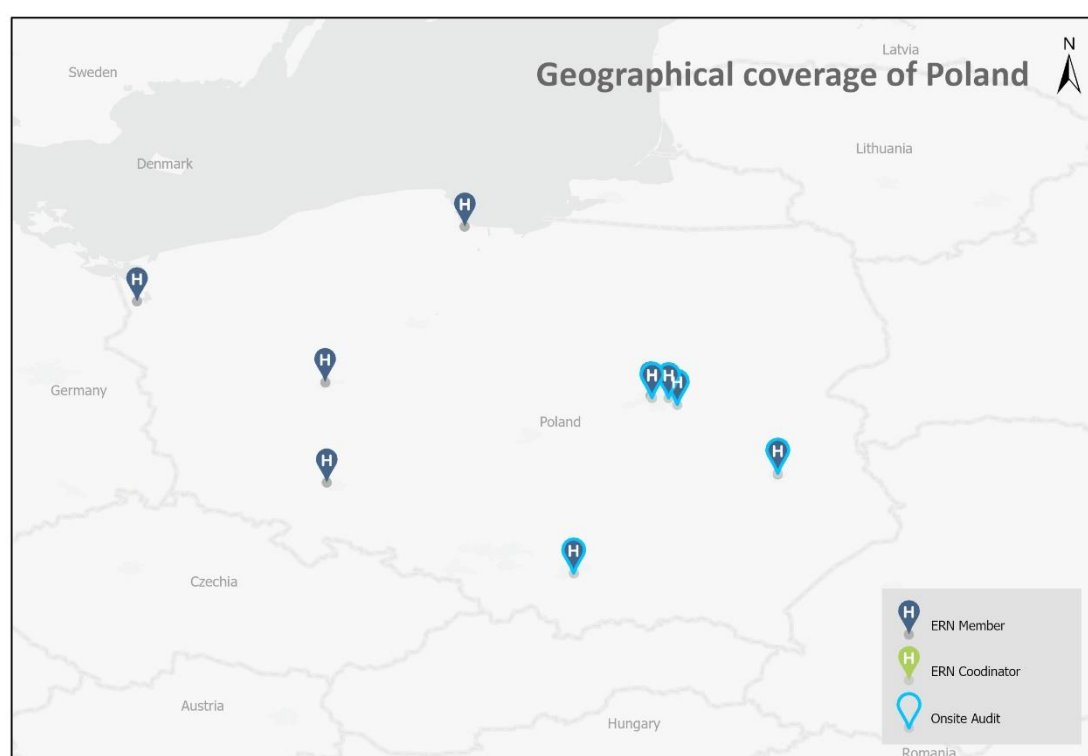 N
Latvia
Geographical coverage of Poland
Sweden
Lithuania
Denmark
H
H
H
H H H
Germany
Poland
H
H
H
Czechia
H ERN Member
H ERN Coodinator
Austria
Onsite Audit
Hungary
Romania